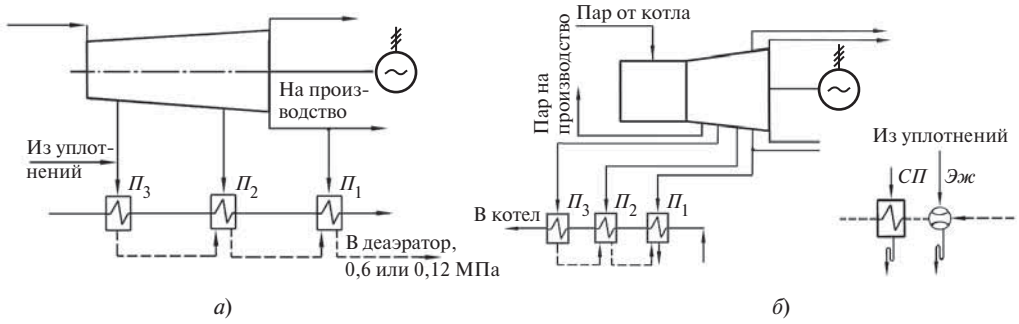 На произ-
водство
Из уплот-
нений
П3
П2
П1
В деаэратор,
0,6 или 0,12 МПа
а)
Пар от котла
Пар на
производство
Из уплотнений
СП
Эж
П3
П2
П1
В котел
б)